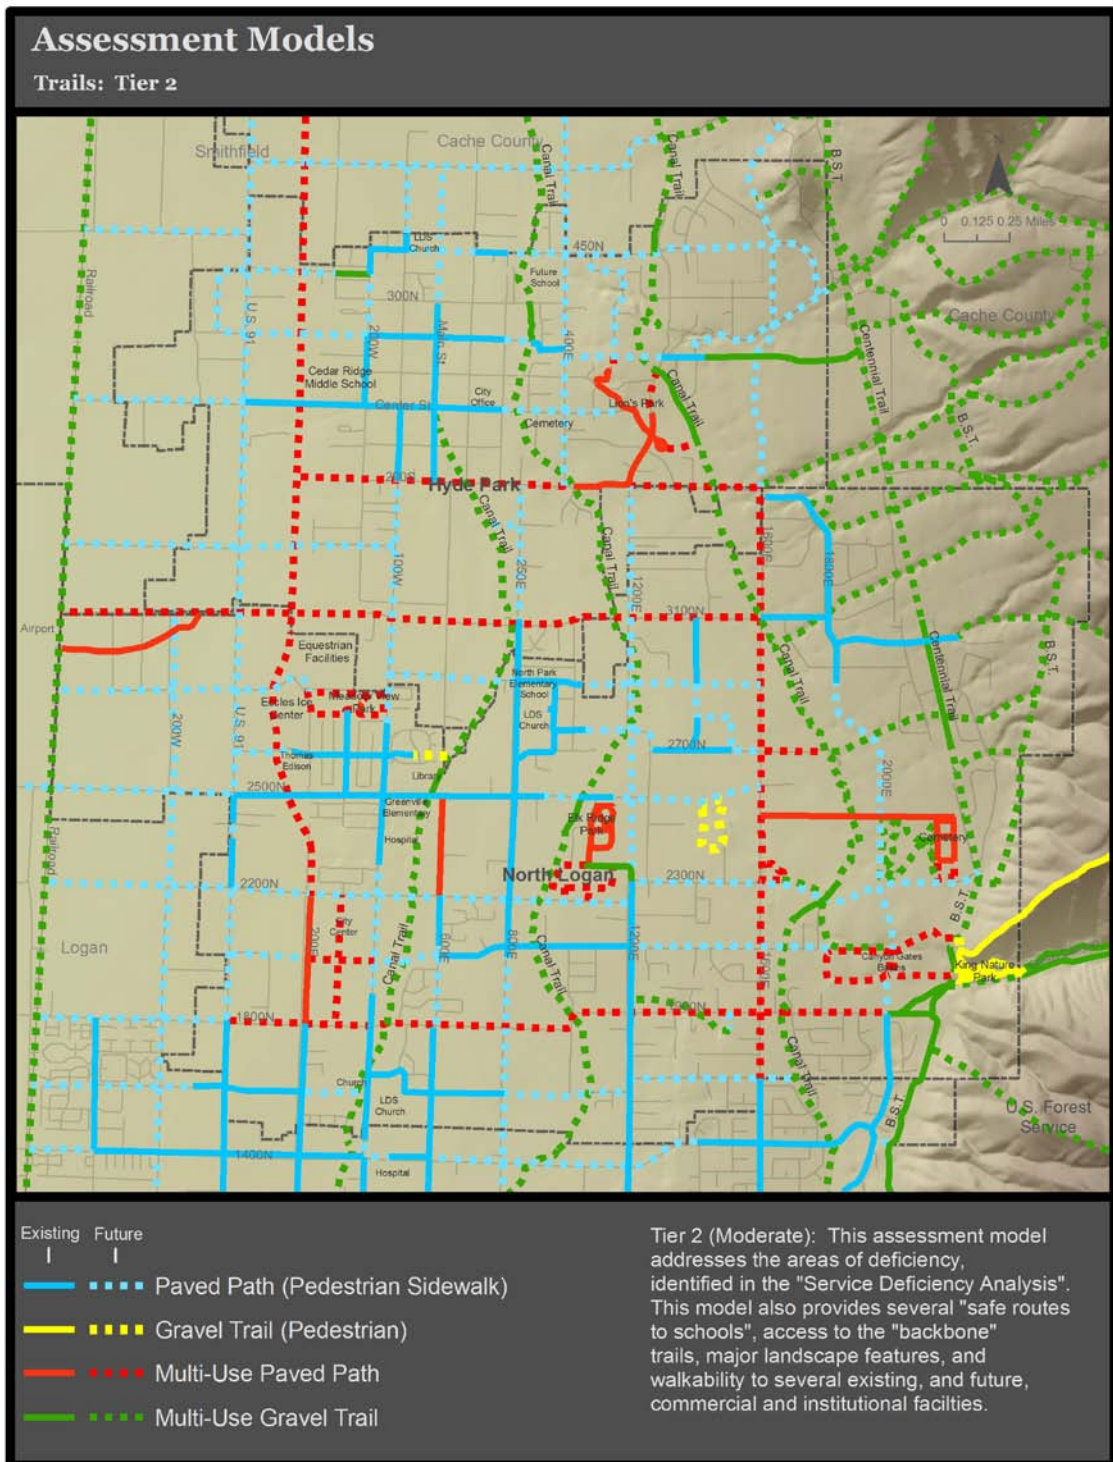 Assessment Models
Trails: Tier 2
Smithfield
Cache County
Canal Trail
Canal Trail
B.S.T.
0 0.125 0.25 Miles
LDS
Church
450N
Future
School
Railroad
U.S. 91
300N
200W
Main St
400E
Cache County
Centennial Trail
Cedar Ridge
Middle School
City
Office
Center St
Lion's Park
Canal Trail
Cemetery
B.S.T.
200S
Hyde Park
Canal Trail
Canal Trail
100W
250E
1200E
1600E
1800E
3100N
Airport
Equestrian
Facilities
Canal Trail
Centennial Trail
B.S.T.
North Park
Elementary
School
Eccles Ice
Center
Meadow View
Park
LDS
Church
200W
U.S. 91
2700N
Thomas
Edison
Library
2000E
2500N
Greenville
Elementary
Elk Ridge
Park
Hospital
Cemetery
Railroad
2200N
North Logan
2300N
B.S.T.
City
Center
200E
Canal Trail
600E
800E
Canal Trail
1200E
1600E
Logan
Canyon Gates
King Nature
Park
1800N
1900N
Church
LDS
Church
Canal Trail
B.S.T.
U.S. Forest
Service
1400N
Hospital
Existing Future
Paved Path (Pedestrian Sidewalk)
Gravel Trail (Pedestrian)
Multi-Use Paved Path
Multi-Use Gravel Trail
Tier 2 (Moderate): This assessment model
addresses the areas of deficiency,
identified in the "Service Deficiency Analysis".
This model also provides several "safe routes
to schools", access to the "backbone"
trails, major landscape features, and
walkability to several existing, and future,
commercial and institutional facilties.